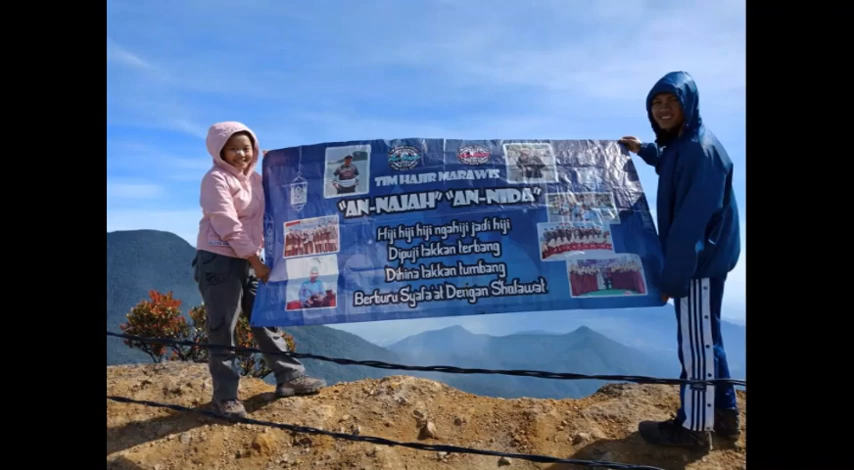 TIM HAJIR MARAWIS
"AN-NAJAH" "AN-NIDA"
Hiji hiji hiji ngahiji jadi hiji
Dipuji takkan terbang
Dihina takkan tumbang
Berburu Syafa'at Dengan Sholawat